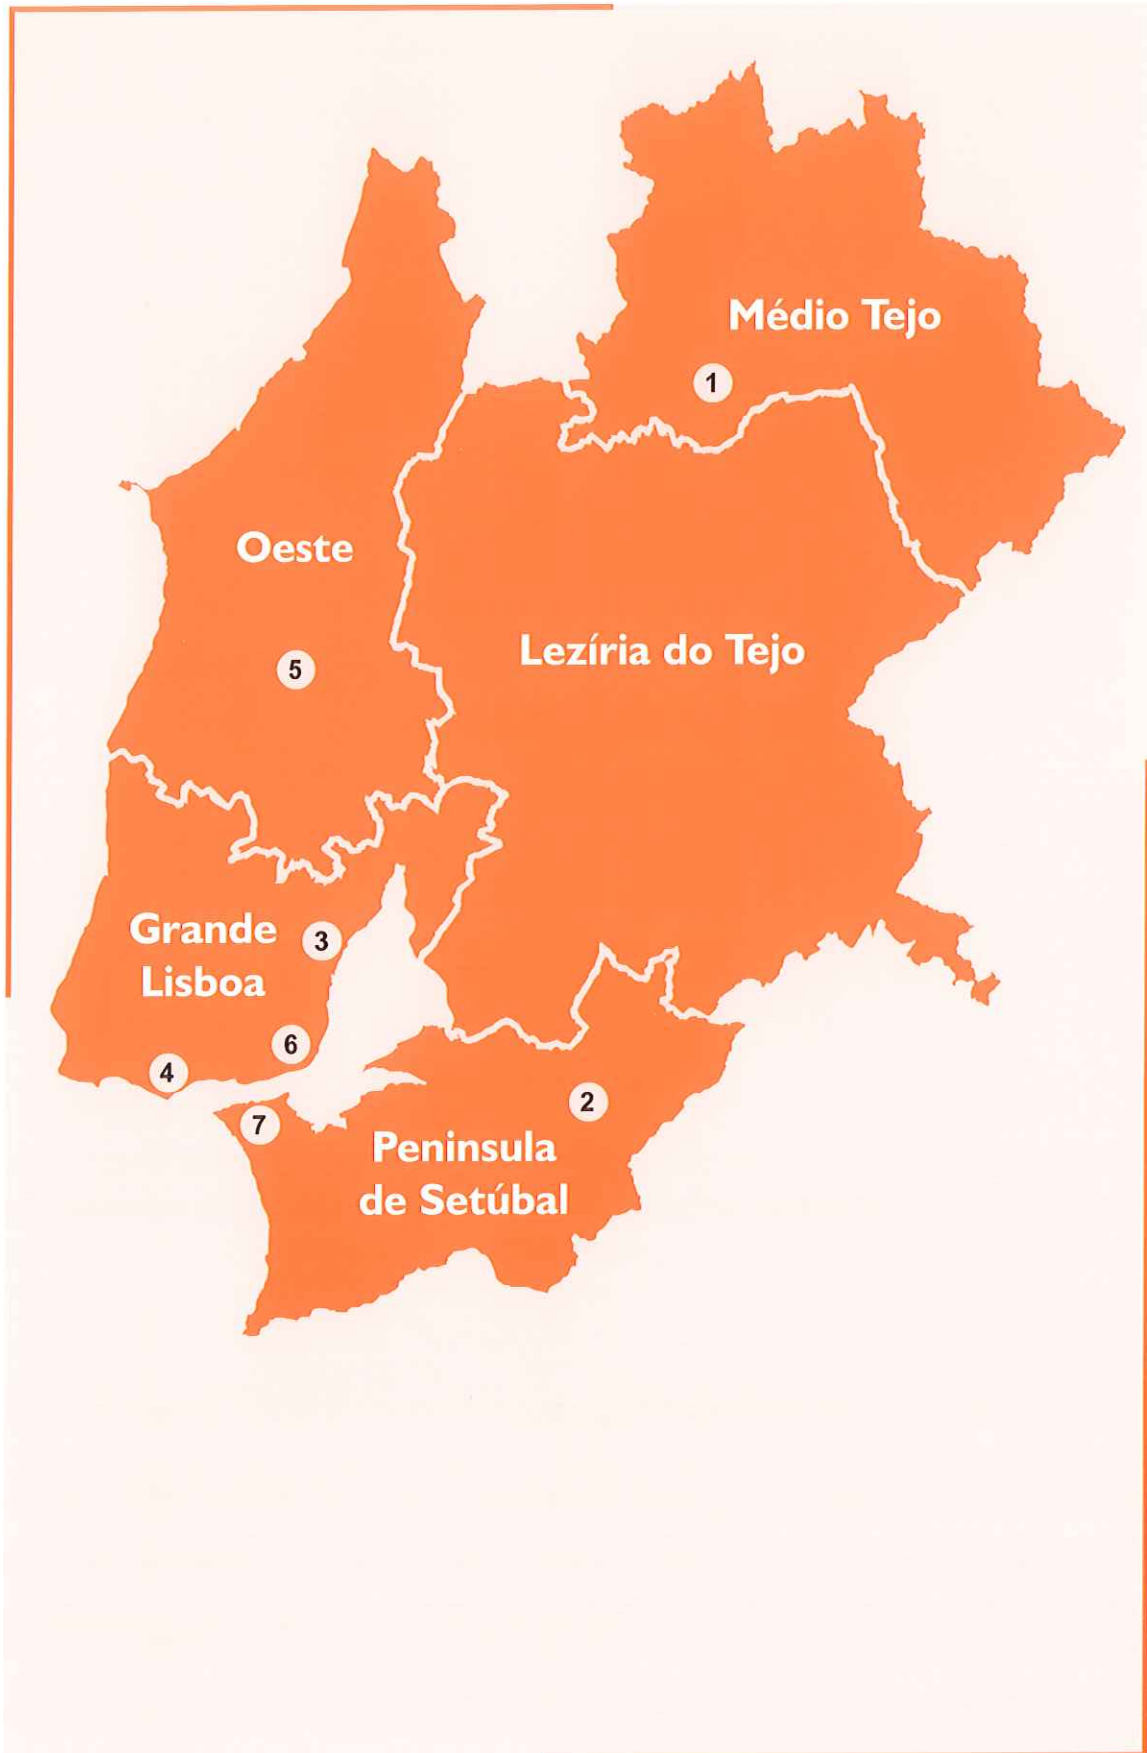 Médio Tejo
1
Oeste
Lezíria do Tejo
5
Grande
Lisboa
3
6
4
2
7
Peninsula
de Setúbal